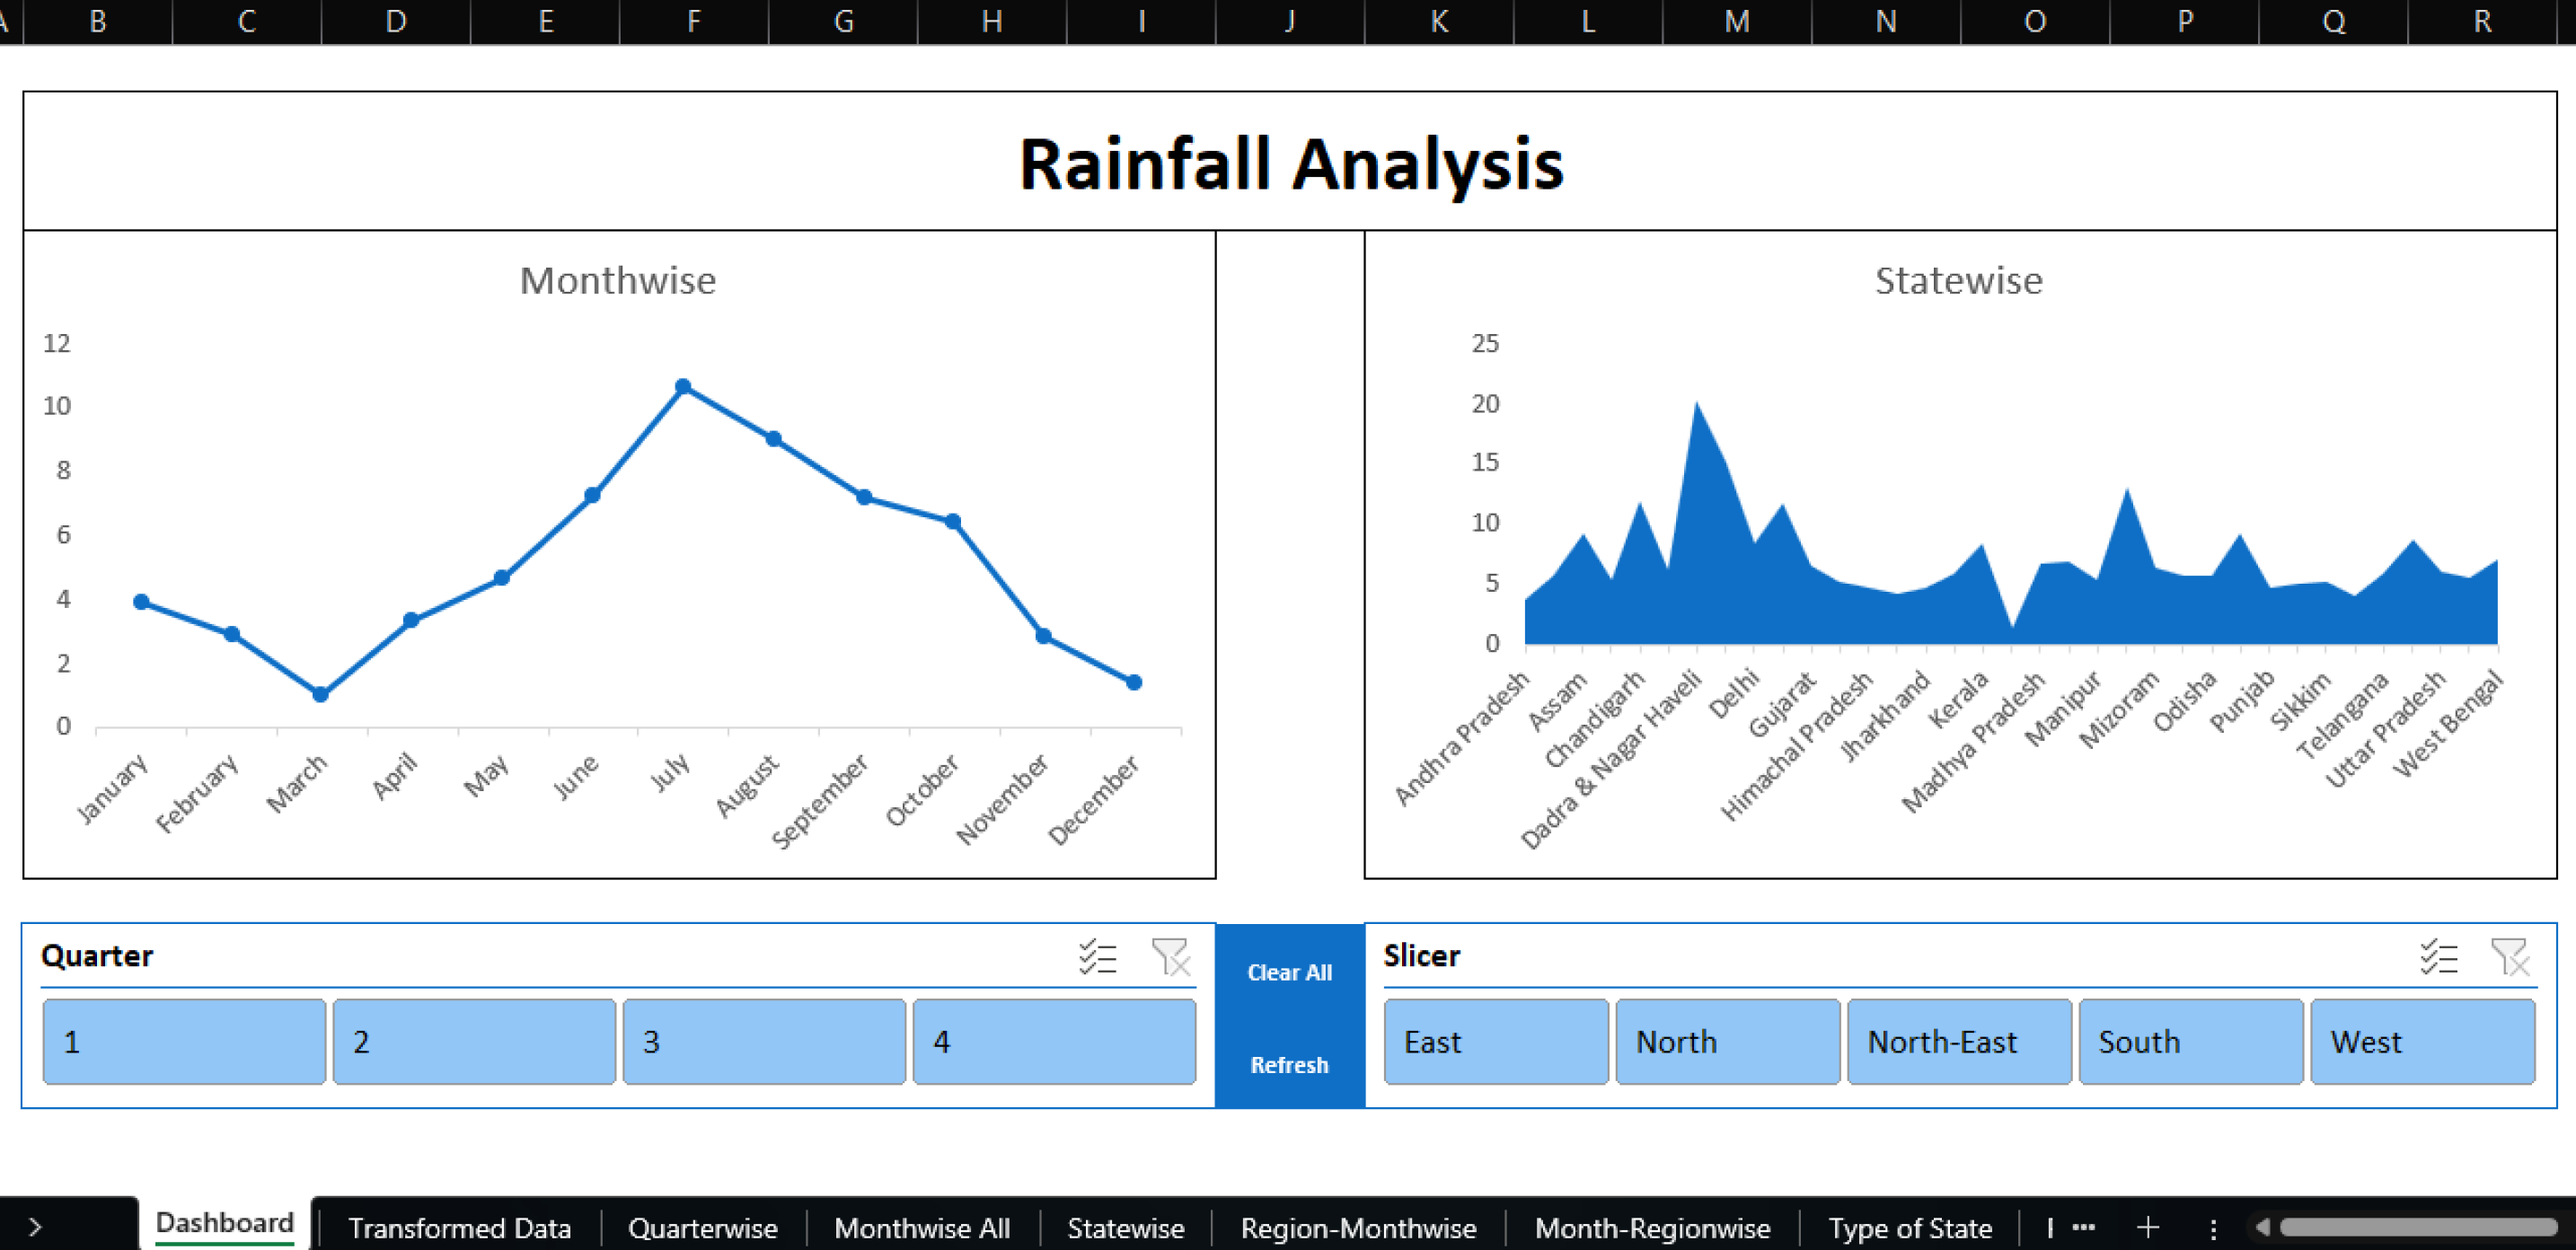 A B C D E F G H I J K L M N O P Q R
Rainfall Analysis
Monthwise
12
10
8
6
4
2
0
January February March April May June July August September October November December
Statewise
25
20
15
10
5
0
Andhra Pradesh Assam Chandigarh Dadra & Nagar Haveli Delhi Gujarat Himachal Pradesh Jharkhand Kerala Madhya Pradesh Manipur Mizoram Odisha Punjab Sikkim Telangana Uttar Pradesh West Bengal
Quarter
1 2 3 4
Clear All
Refresh
Slicer
East North North-East South West
Dashboard Transformed Data Quarterwise Monthwise All Statewise Region-Monthwise Month-Regionwise Type of State